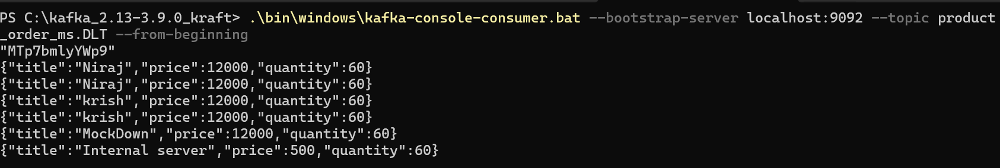 PS C:\kafka_2.13-3.9.0_kraft> .\bin\windows\kafka-console-consumer.bat --bootstrap-server localhost:9092 --topic product
_order_ms.DLT --from-beginning
"MTp7bmlyYWp9"
{"title":"Niraj","price":12000,"quantity":60}
{"title":"Niraj","price":12000,"quantity":60}
{"title":"krish","price":12000,"quantity":60}
{"title":"krish","price":12000,"quantity":60}
{"title":"MockDown","price":12000,"quantity":60}
{"title":"Internal server","price":500,"quantity":60}